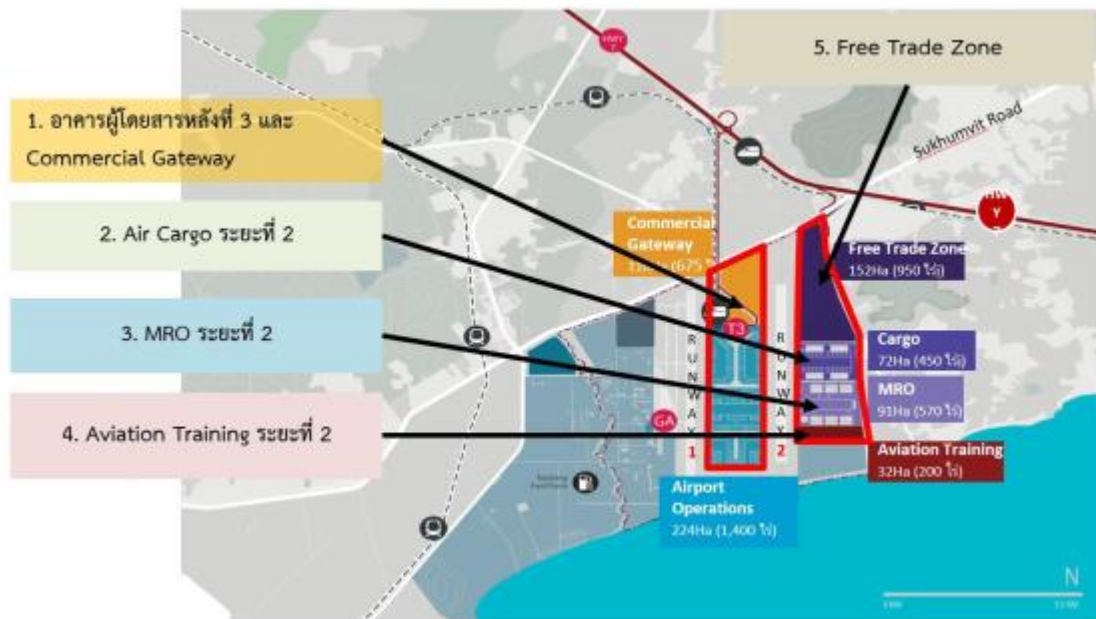 5. Free Trade Zone
1. อาคารผู้โดยสารหลังที่ 3 และ
Commercial Gateway
2. Air Cargo ระยะที่ 2
3. MRO ระยะที่ 2
4. Aviation Training ระยะที่ 2
HWY
7
Sukhumvit Road
Y
Commercial
Gateway
(675
Free Trade Zone
152Ha (950 ไร่)
T3
RUNWAY 1
RUNWAY 2
GA
Cargo
72Ha (450 ไร่)
MRO
91Ha (570 ไร่)
Aviation Training
32Ha (200 ไร่)
Airport
Operations
224Ha (1,400 ไร่)
N